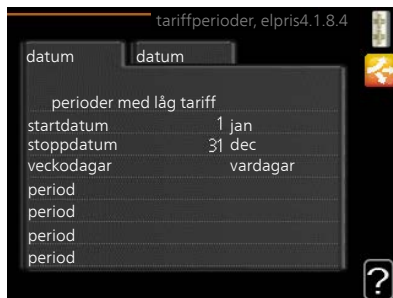 tariffperioder, elpris4.1.8.4
datum datum
perioder med låg tariff
startdatum 1 jan
stoppdatum 31 dec
veckodagar vardagar
period
period
period
period
?